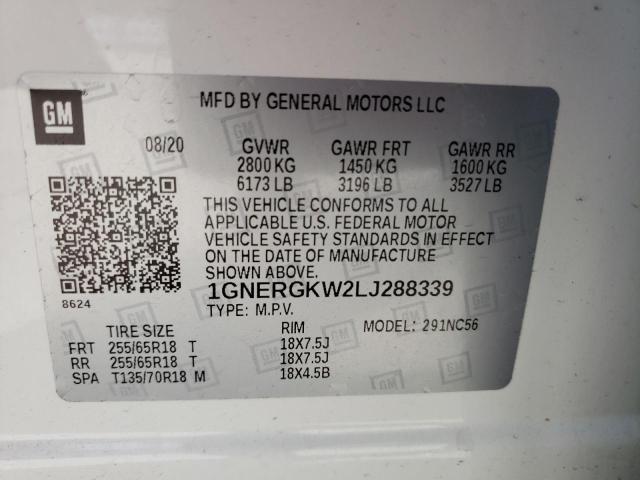 GM
MFD BY GENERAL MOTORS LLC
08/20 GVWR GAWR FRT GAWR RR
2800 KG 1450 KG 1600 KG
6173 LB 3196 LB 3527 LB
THIS VEHICLE CONFORMS TO ALL
APPLICABLE U.S. FEDERAL MOTOR
VEHICLE SAFETY STANDARDS IN EFFECT
ON THE DATE OF MANUFACTURE
SHOWN ABOVE.
1GNERGKW2LJ288339
8624
TYPE: M.P.V.
TIRE SIZE RIM MODEL: 291NC56
FRT 255/65R18 T 18X7.5J
RR 255/65R18 T 18X7.5J
SPA T135/70R18 M 18X4.5B